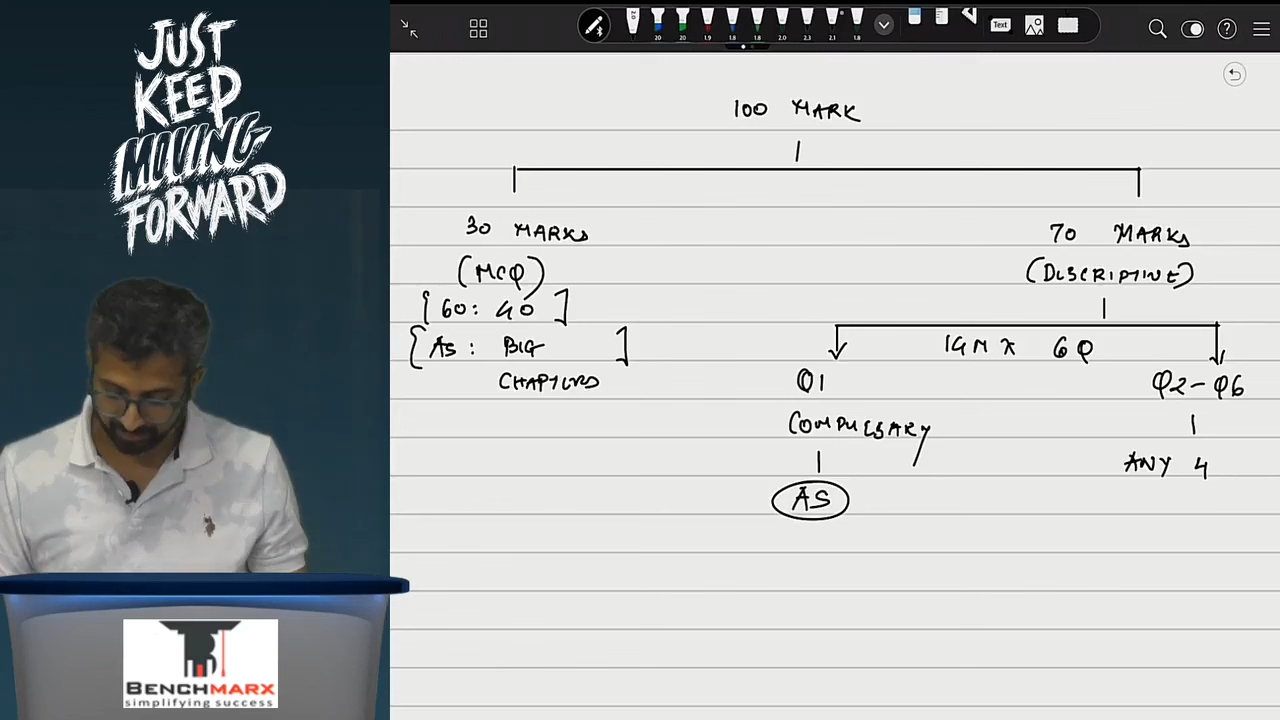 JUST
KEEP
MOVING
FORWARD
BENCHMARX
simplifying success
Text
100 MARK
30 MARKS
(MCQ)
[60: 40]
[AS: BIG
CHAPTERS]
70 MARKS
(DISCRIPTIVE)
14M X 6Q
Q1
COMPULSARY
AS
Q2-Q6
ANY 4